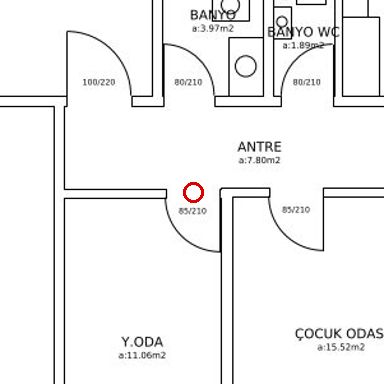 BANYO
a:3.97m2
BANYO WC
a:1.89m2
100/220
80/210
80/210
ANTRE
a:7.80m2
85/210
85/210
Y.ODA
a:11.06m2
ÇOCUK ODAS
a:15.52m2